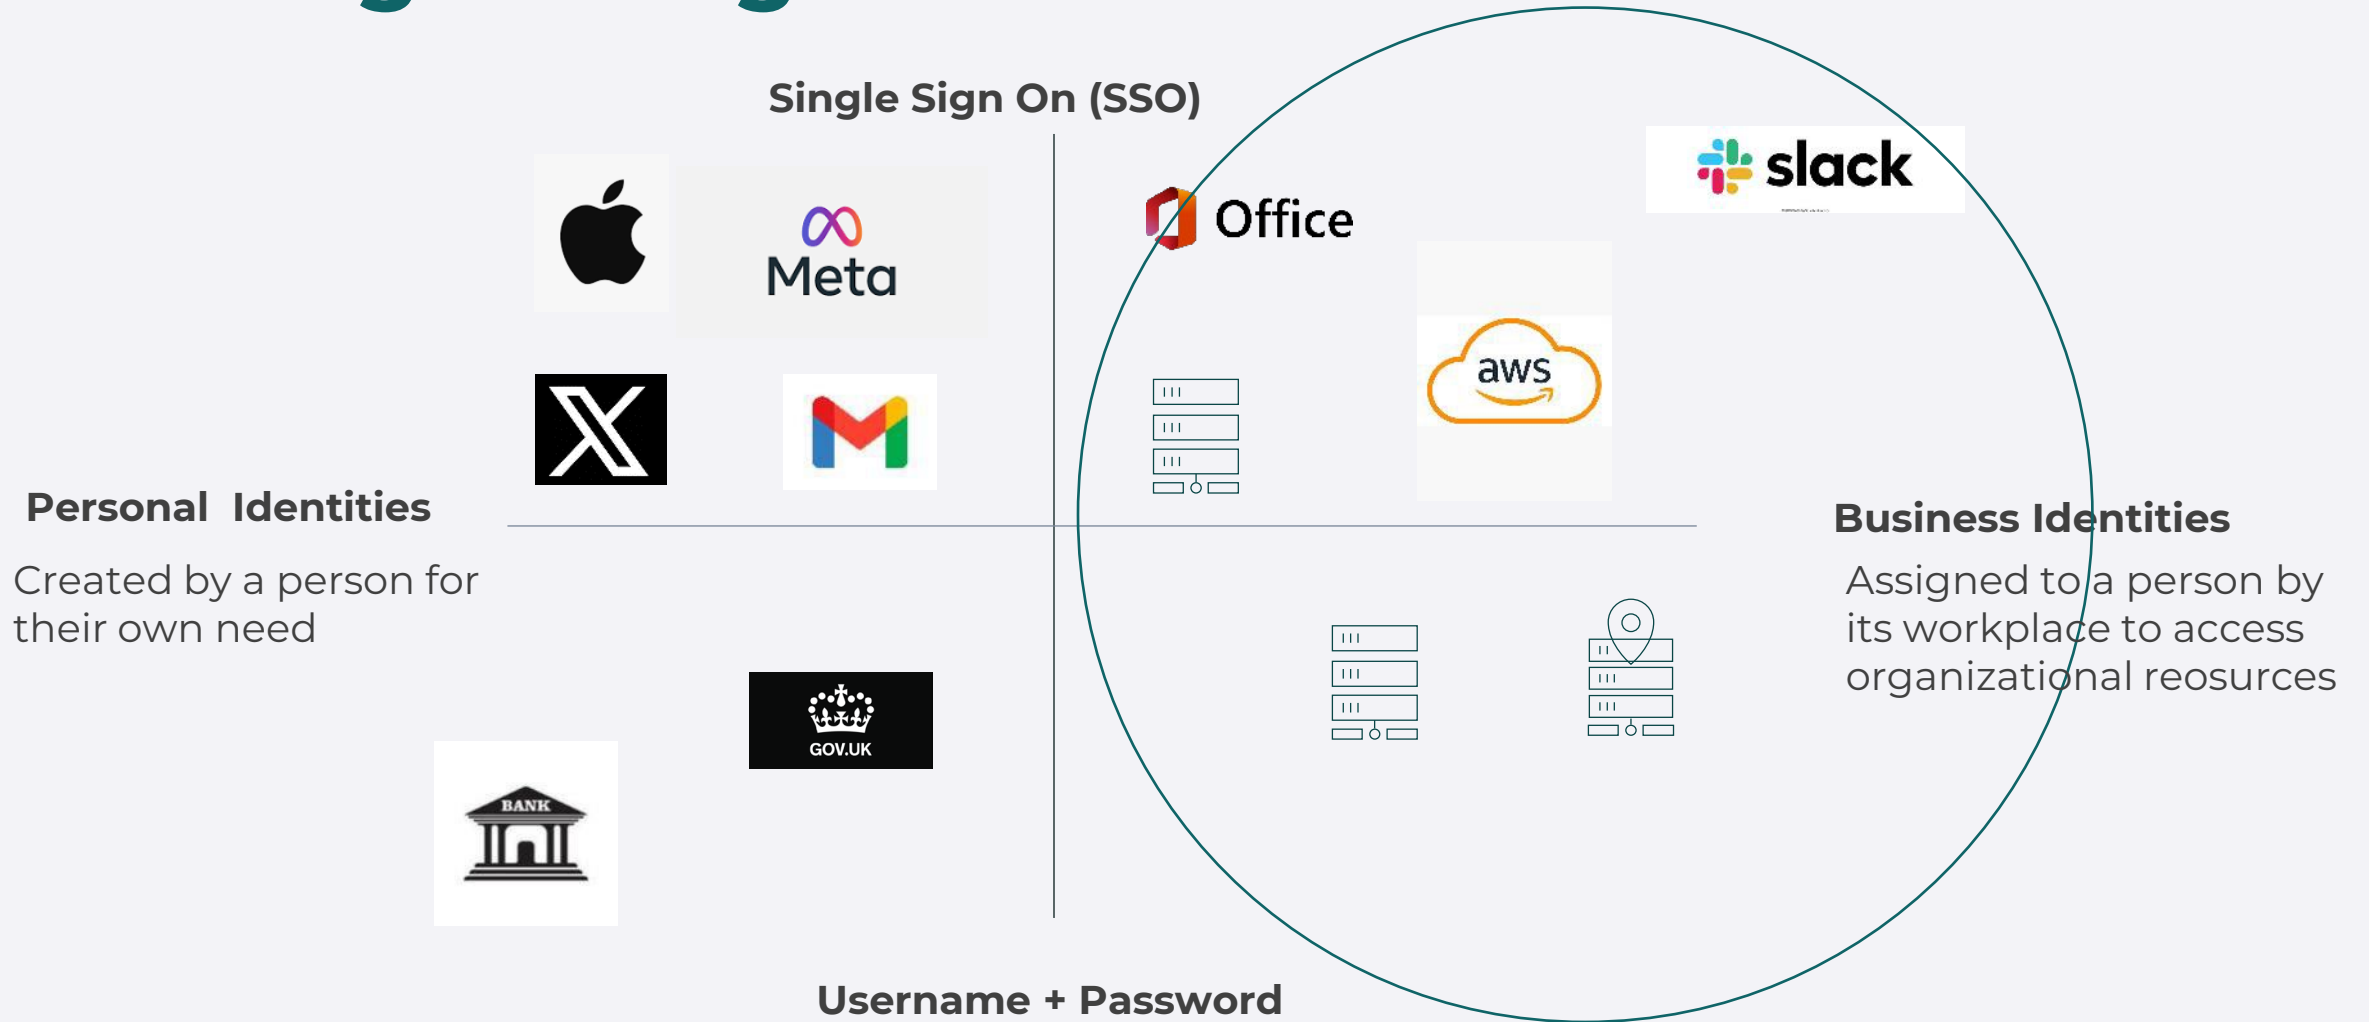 Single Sign On (SSO)
slack
Office
Meta
aws
Personal Identities
Business Identities
Created by a person for
their own need
Assigned to a person by
its workplace to access
organizational reosurces
GOV.UK
BANK
Username + Password